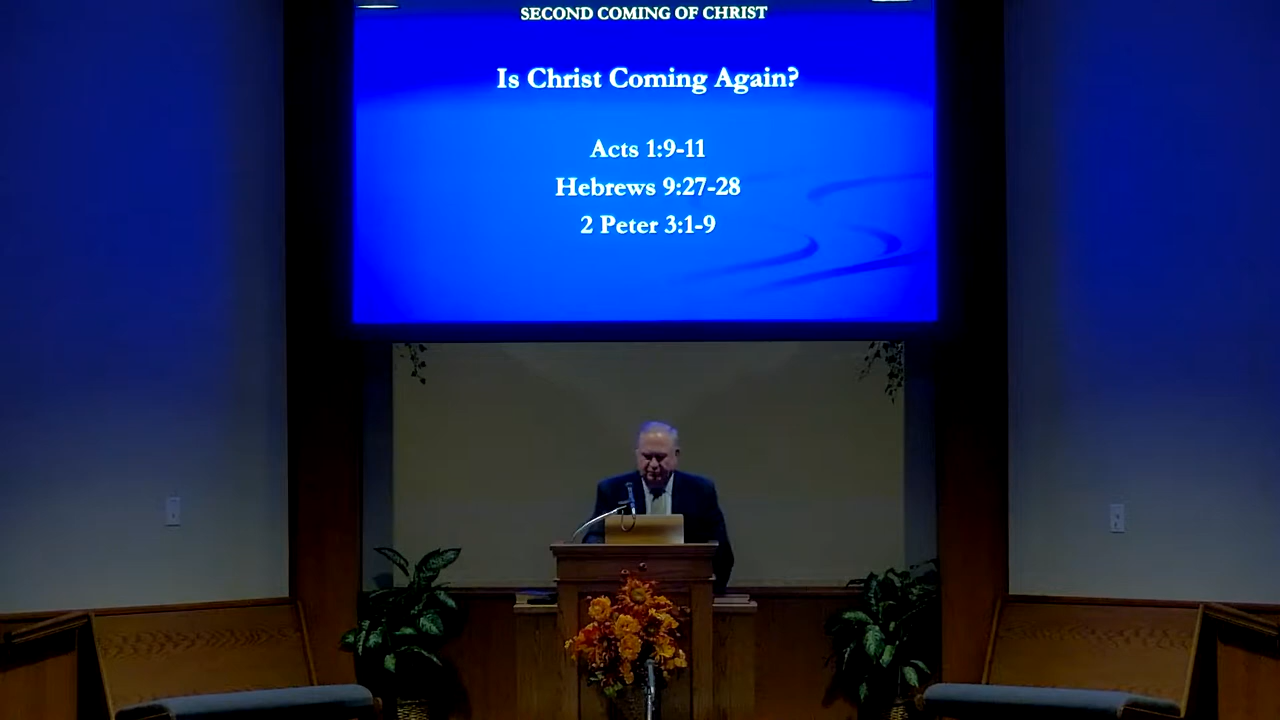 SECOND COMING OF CHRIST
Is Christ Coming Again?
Acts 1:9-11
Hebrews 9:27-28
2 Peter 3:1-9